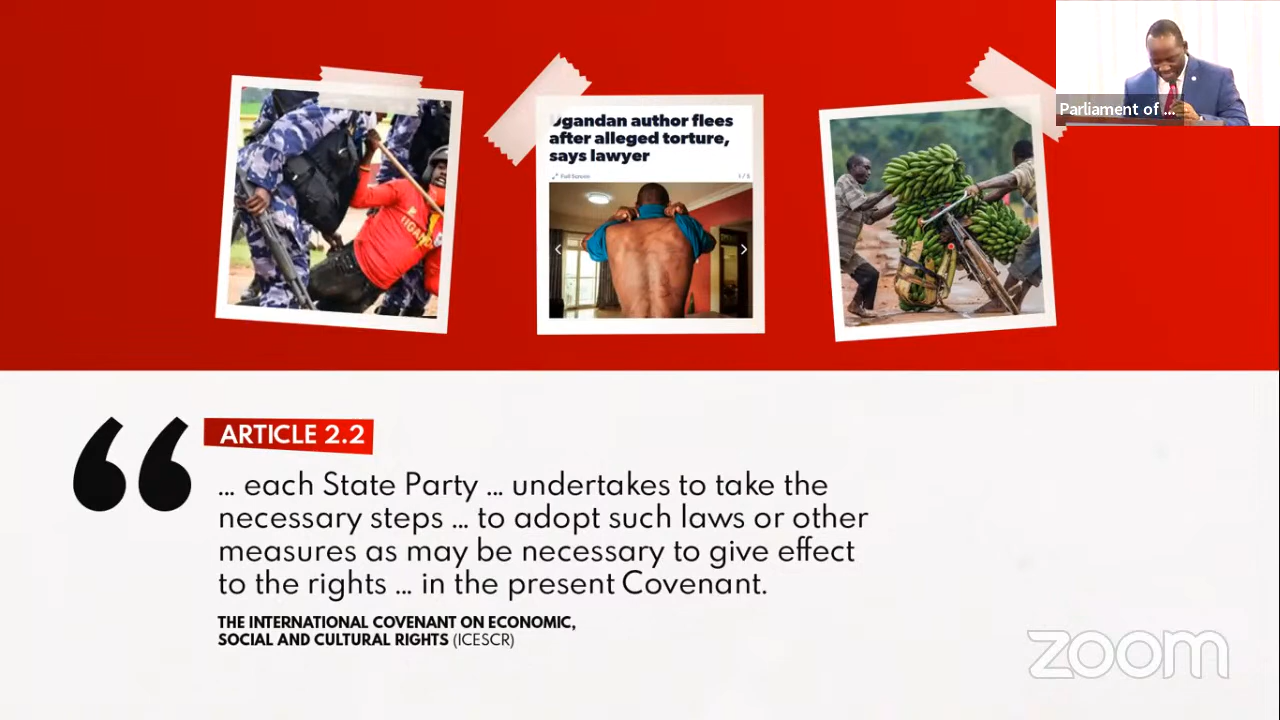 Parliament of ...
Ugandan author flees
after alleged torture,
says lawyer
Full Screen
1 / 5
UGANDA
ARTICLE 2.2
... each State Party ... undertakes to take the
necessary steps ... to adopt such laws or other
measures as may be necessary to give effect
to the rights ... in the present Covenant.
THE INTERNATIONAL COVENANT ON ECONOMIC,
SOCIAL AND CULTURAL RIGHTS (ICESCR)
zoom